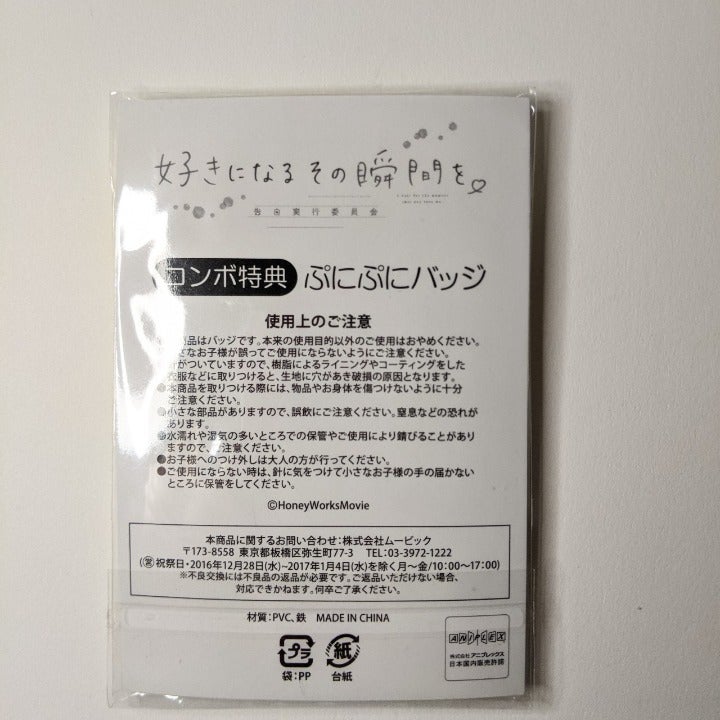 好きになるその瞬間を。
告白実行委員会
コンボ特典 ぷにぷにバッジ
使用上のご注意
商品はバッジです。本来の使用目的以外のご使用はおやめください。
さなお子様が誤ってご使用にならないようにご注意ください。
がついていますので、樹脂によるライニングやコーティングをした
衣服などに取りつけると、生地に穴があき破損の原因となります。
●本商品を取りつける際には、物品やお身体を傷つけないように十分
ご注意ください。
●小さな部品がありますので、誤飲にご注意ください。窒息などの恐れが
あります。
●水濡れや湿気の多いところでの保管やご使用により錆びることがあり
ますので、ご注意ください。
●お子様へのつけ外しは大人の方が行ってください。
●ご使用にならない時は、針に気をつけて小さなお子様の手の届かない
ところに保管をしてください。
©HoneyWorksMovie
本商品に関するお問い合わせ:株式会社ムービック
〒173-8558 東京都板橋区弥生町77-3 TEL:03-3972-1222
(営 祝祭日・2016年12月28日(水)~2017年1月4日(水)を除く月~金/10:00~17:00)
※不良交換には不良品の返品が必要です。ご返品いただけない場合、
対応できかねます。何卒ご了承ください。
材質:PVC、鉄 MADE IN CHINA
プラ 紙
袋:PP 台紙
ANIPLEX
株式会社アニプレックス
日本国内販売許諾